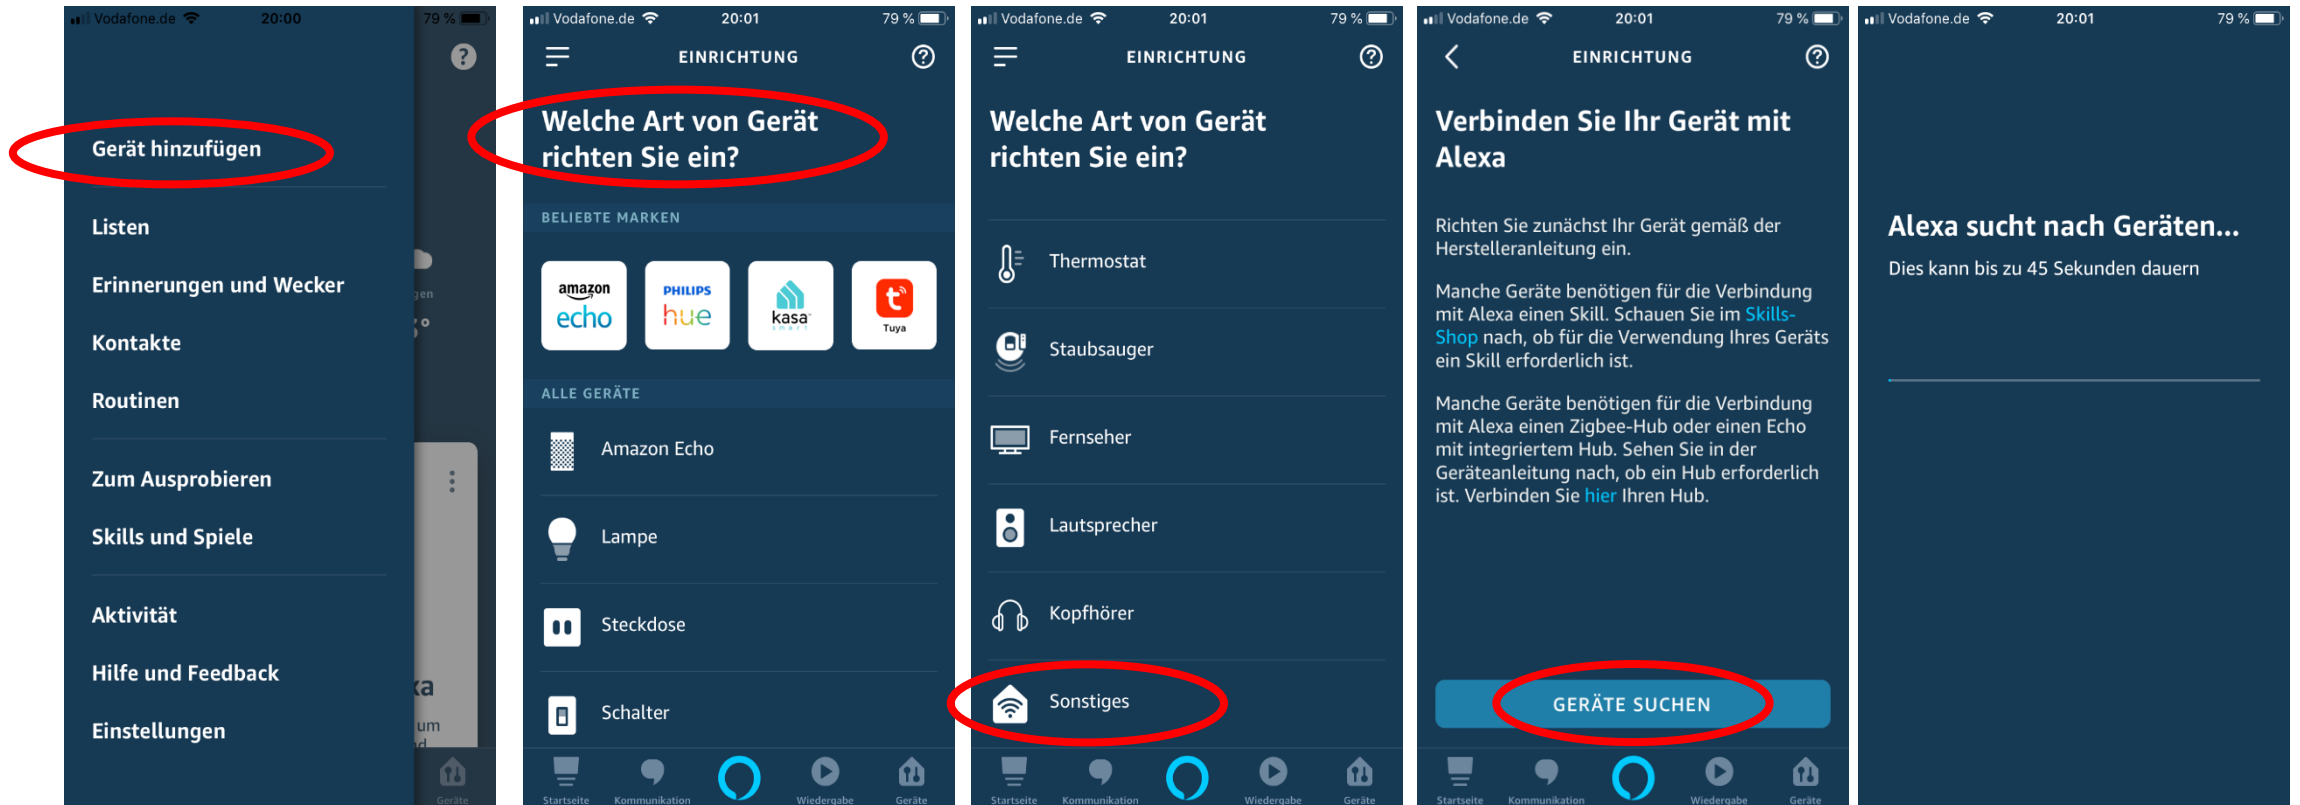 Vodafone.de 20:00 79 %
Gerät hinzufügen
Listen
Erinnerungen und Wecker
Kontakte
Routinen
Zum Ausprobieren
Skills und Spiele
Aktivität
Hilfe und Feedback
Einstellungen
gen
xa
um
Geräte
Vodafone.de 20:01 79 %
EINRICHTUNG
Welche Art von Gerät
richten Sie ein?
BELIEBTE MARKEN
amazon
echo
PHILIPS
hue
kasa
smart
Tuya
ALLE GERÄTE
Amazon Echo
Lampe
Steckdose
Schalter
Startseite Kommunikation Wiedergabe Geräte
Vodafone.de 20:01 79 %
EINRICHTUNG
Welche Art von Gerät
richten Sie ein?
Thermostat
Staubsauger
Fernseher
Lautsprecher
Kopfhörer
Sonstiges
Startseite Kommunikation Wiedergabe Geräte
Vodafone.de 20:01 79 %
EINRICHTUNG
Verbinden Sie Ihr Gerät mit
Alexa
Richten Sie zunächst Ihr Gerät gemäß der
Herstelleranleitung ein.
Manche Geräte benötigen für die Verbindung
mit Alexa einen Skill. Schauen Sie im Skills-
Shop nach, ob für die Verwendung Ihres Geräts
ein Skill erforderlich ist.
Manche Geräte benötigen für die Verbindung
mit Alexa einen Zigbee-Hub oder einen Echo
mit integriertem Hub. Sehen Sie in der
Geräteanleitung nach, ob ein Hub erforderlich
ist. Verbinden Sie hier Ihren Hub.
GERÄTE SUCHEN
Startseite Kommunikation Wiedergabe Geräte
Vodafone.de 20:01 79 %
Alexa sucht nach Geräten...
Dies kann bis zu 45 Sekunden dauern